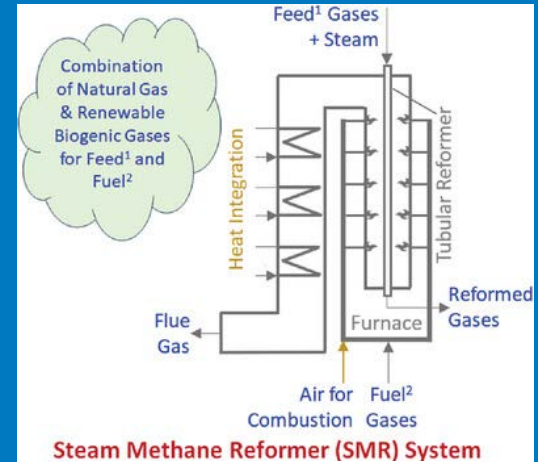 Feed¹ Gases
+ Steam
Combination
of Natural Gas
& Renewable
Biogenic Gases
for Feed¹ and
Fuel²
Heat Integration
Tubular Reformer
Reformed
Gases
Furnace
Flue
Gas
Air for
Combustion
Fuel²
Gases
Steam Methane Reformer (SMR) System